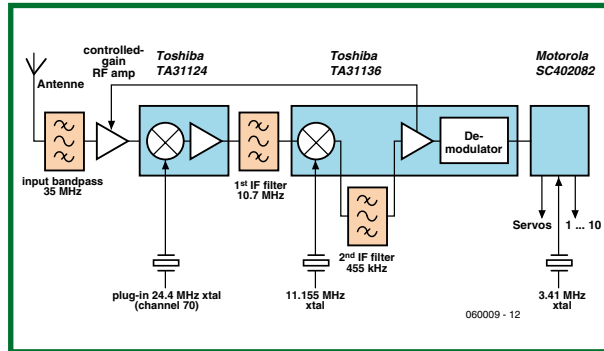 controlled-
gain
RF amp
Toshiba
TA31124
Toshiba
TA31136
Motorola
SC402082
Antenne
De-
modulator
input bandpass
35 MHz
1st IF filter
10.7 MHz
2nd IF filter
455 kHz
Servos
1 ... 10
plug-in 24.4 MHz xtal
(channel 70)
11.155 MHz
xtal
3.41 MHz
xtal
060009 - 12